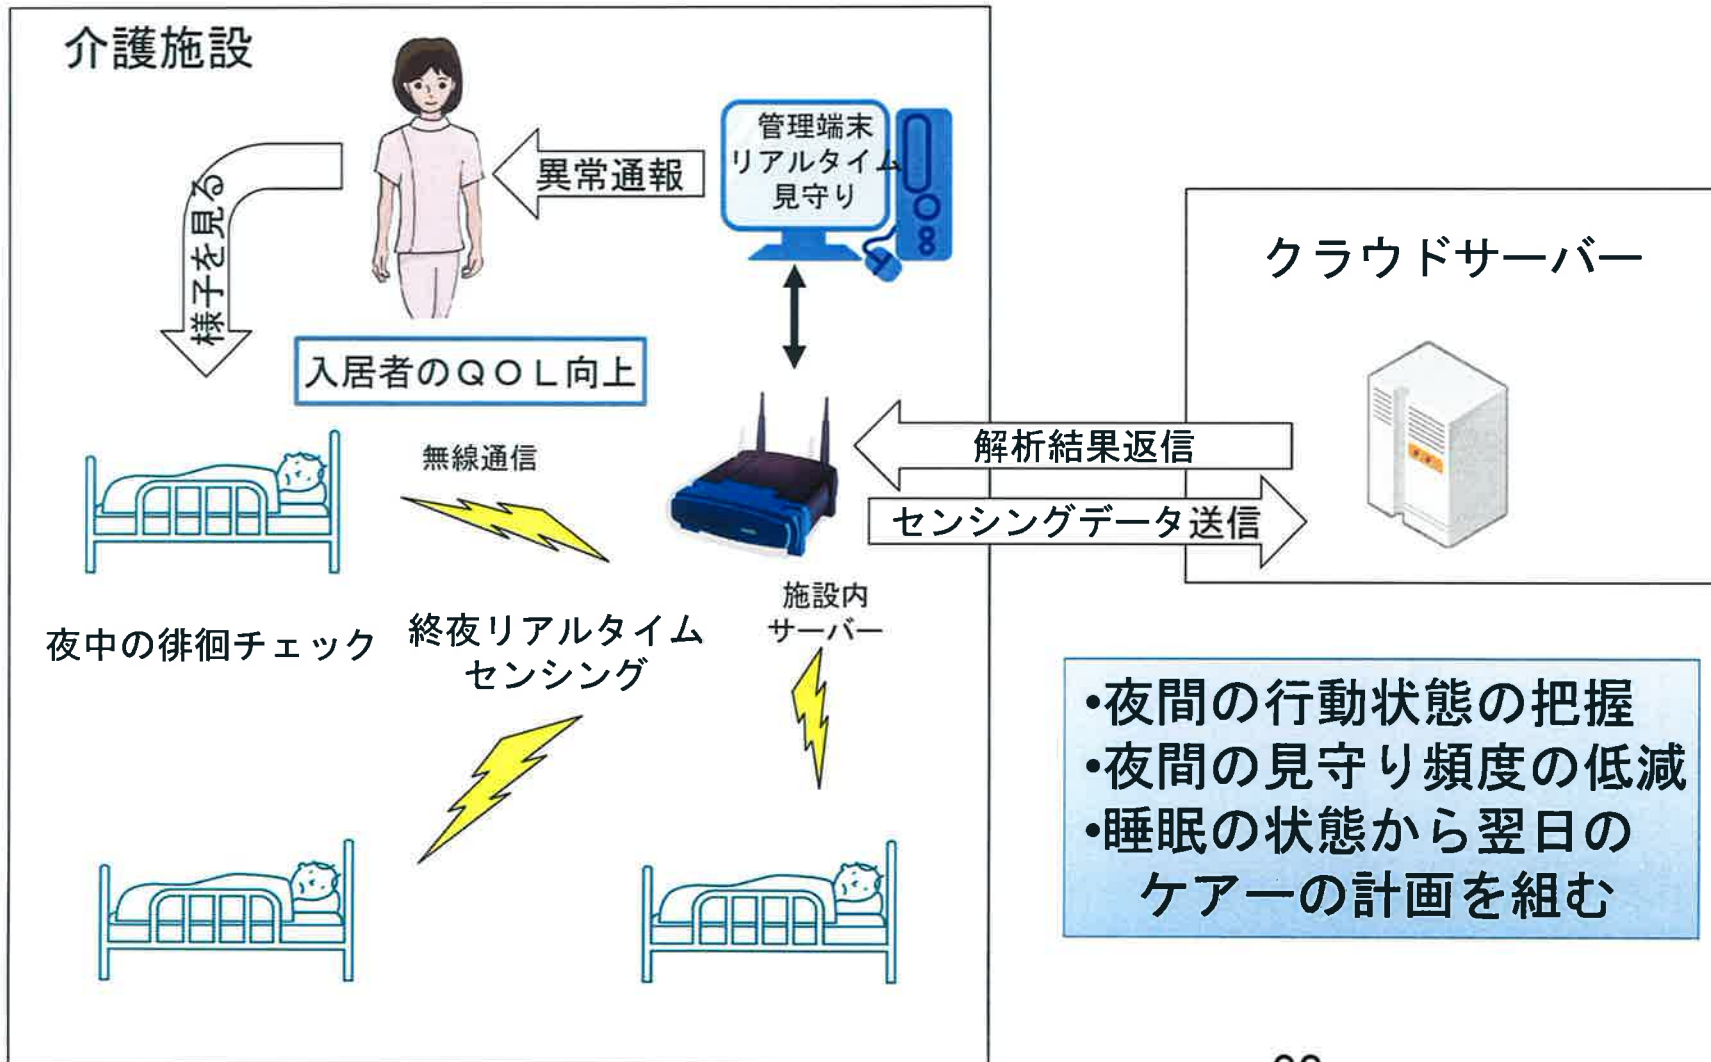 介護施設
管理端末
リアルタイム
見守り
異常通報
様子を見る
入居者のQOL向上
クラウドサーバー
無線通信
解析結果返信
センシングデータ送信
施設内
サーバー
夜中の徘徊チェック
終夜リアルタイム
センシング
•夜間の行動状態の把握
•夜間の見守り頻度の低減
•睡眠の状態から翌日の
ケアーの計画を組む